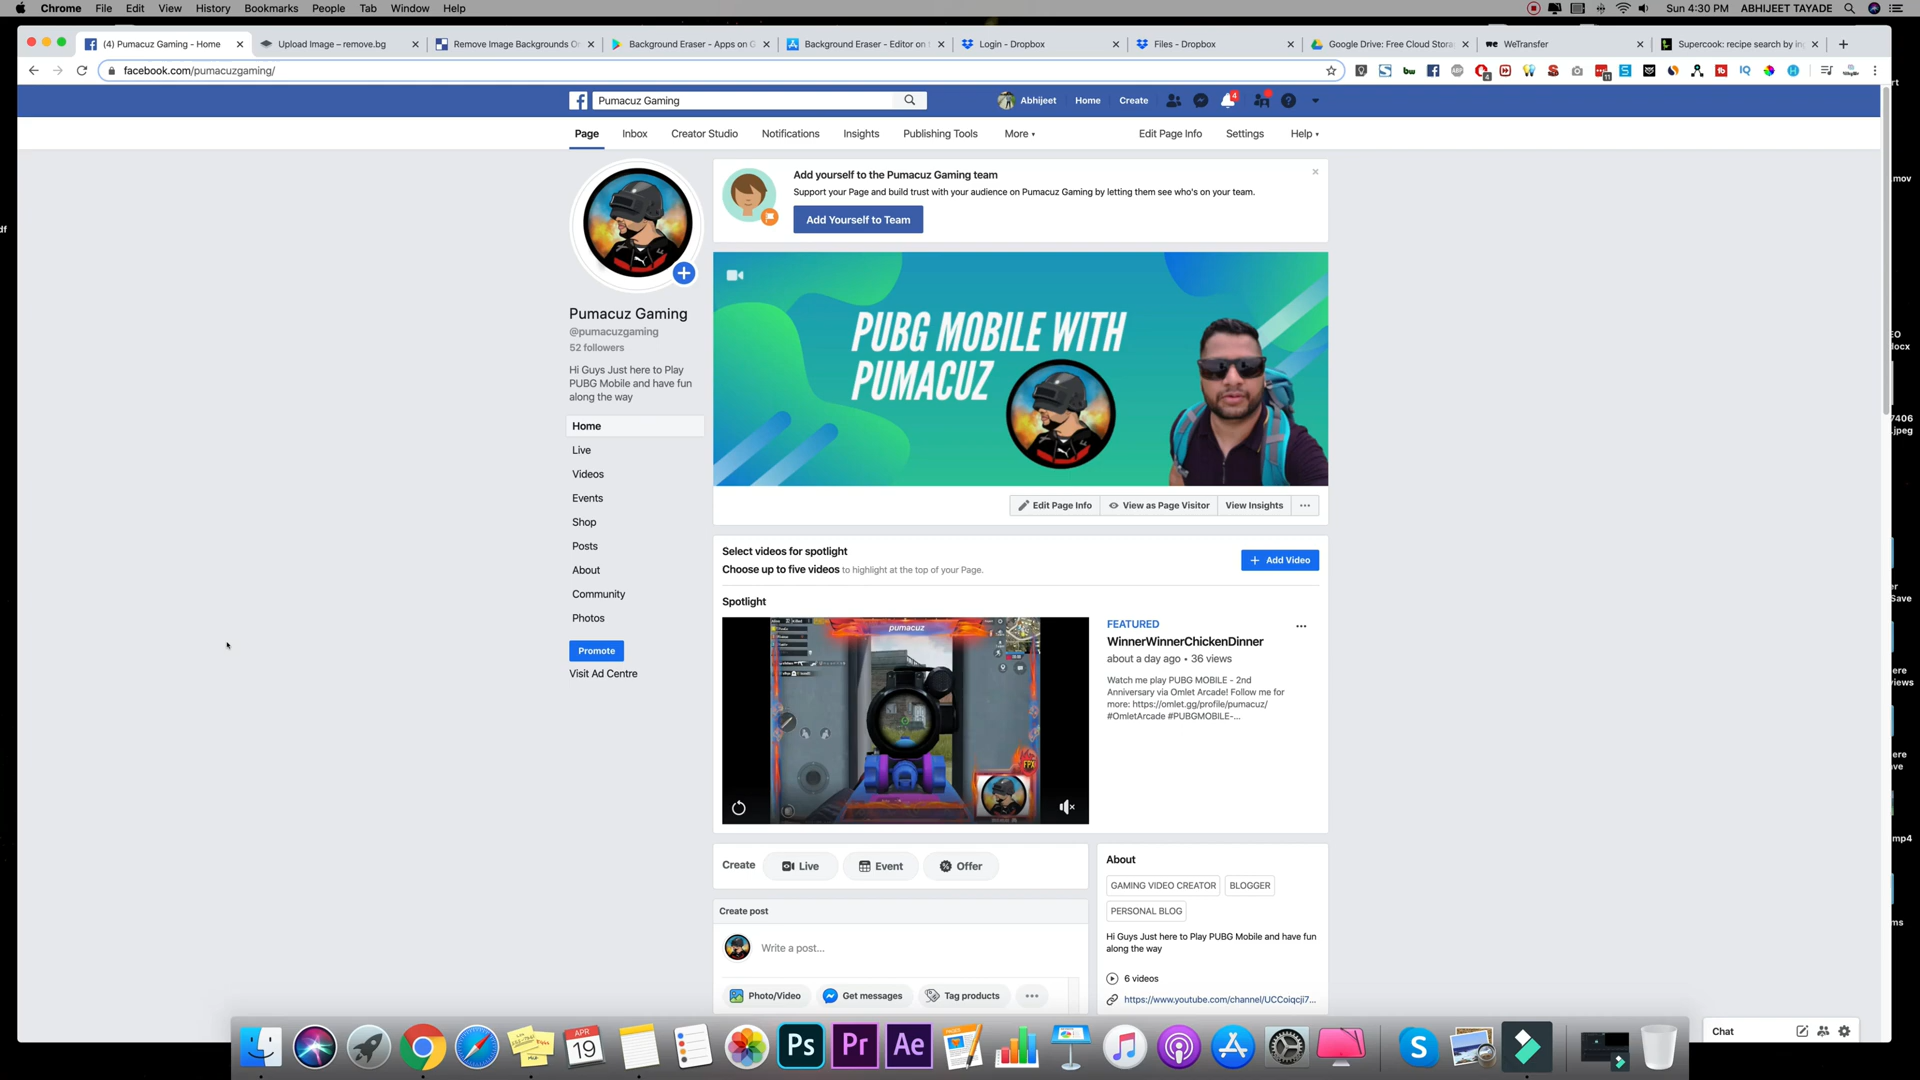 Chrome File Edit View History Bookmarks People Tab Window Help
Sun 4:30 PM ABHIJEET TAYADE
(4) Pumacuz Gaming - Home
Upload Image – remove.bg
Remove Image Backgrounds On
Background Eraser - Apps on G
Background Eraser - Editor on
Login - Dropbox
Files - Dropbox
Google Drive: Free Cloud Stora
WeTransfer
Supercook: recipe search by in
facebook.com/pumacuzgaming/
Pumacuz Gaming
Abhijeet Home Create
4
Page Inbox Creator Studio Notifications Insights Publishing Tools More
Edit Page Info Settings Help
Add yourself to the Pumacuz Gaming team
Support your Page and build trust with your audience on Pumacuz Gaming by letting them see who's on your team.
Add Yourself to Team
PUBG MOBILE WITH
PUMACUZ
Pumacuz Gaming
@pumacuzgaming
52 followers
Hi Guys Just here to Play
PUBG Mobile and have fun
along the way
Home
Live
Videos
Events
Shop
Posts
About
Community
Photos
Promote
Visit Ad Centre
Edit Page Info View as Page Visitor View Insights
Select videos for spotlight
Choose up to five videos to highlight at the top of your Page.
Add Video
Spotlight
pumacuz
FEATURED
WinnerWinnerChickenDinner
about a day ago • 36 views
Watch me play PUBG MOBILE - 2nd
Anniversary via Omlet Arcade! Follow me for
more: https://omlet.gg/profile/pumacuz/
#OmletArcade #PUBGMOBILE-...
Create Live Event Offer
Create post
Write a post...
Photo/Video Get messages Tag products
About
GAMING VIDEO CREATOR BLOGGER
PERSONAL BLOG
Hi Guys Just here to Play PUBG Mobile and have fun
along the way
6 videos
https://www.youtube.com/channel/UCCoiqcji7...
Chat
APR
19
Ps Pr Ae